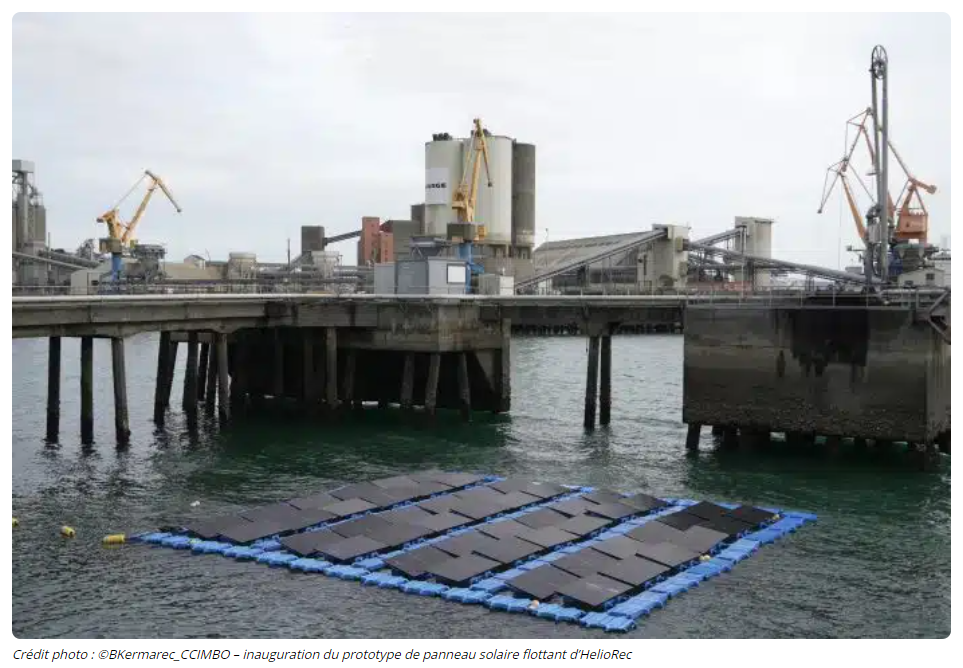 Crédit photo : ©BKermarec_CCIMBO – inauguration du prototype de panneau solaire flottant d’HelioRec